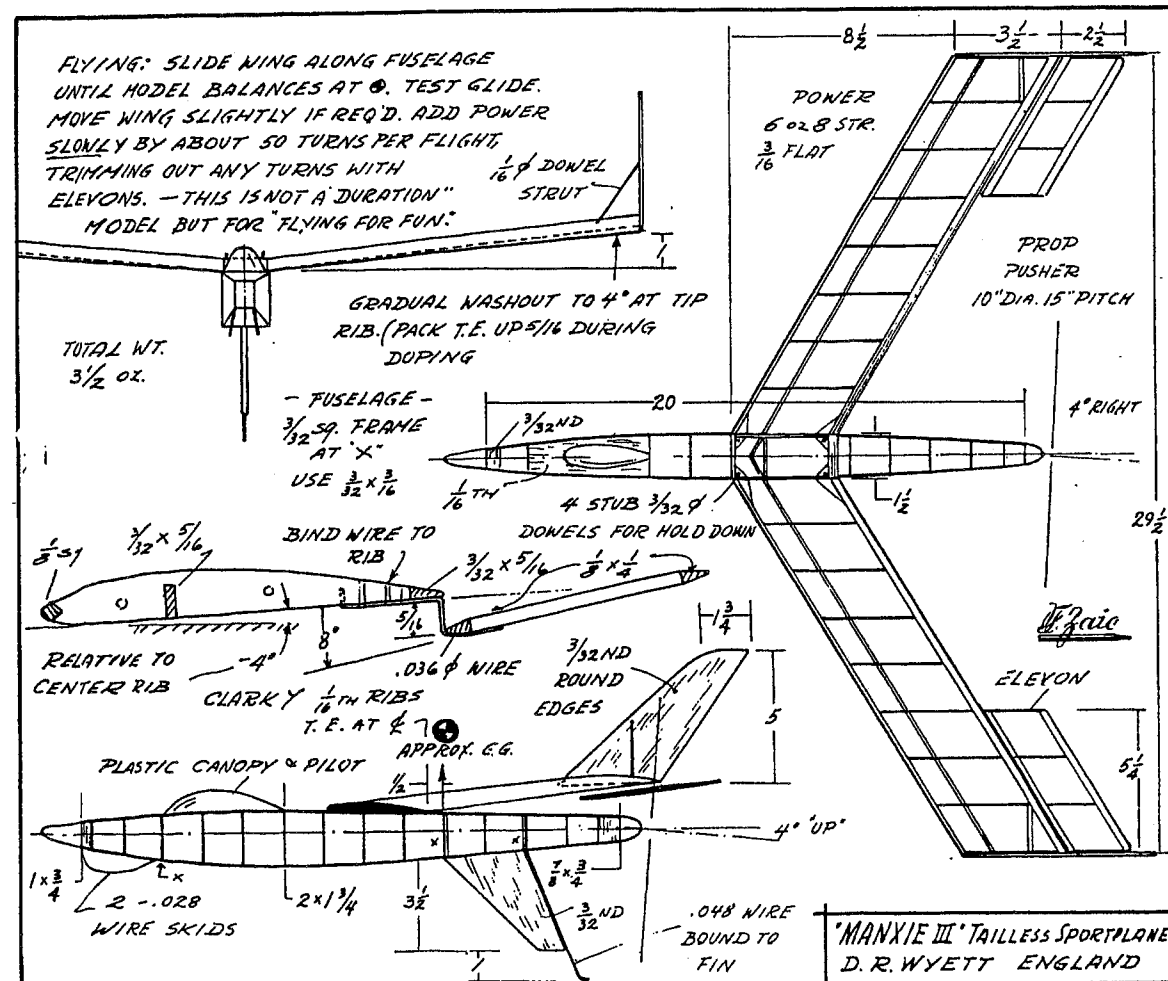 FLYING: SLIDE WING ALONG FUSELAGE
UNTIL MODEL BALANCES AT . TEST GLIDE.
MOVE WING SLIGHTLY IF REQ'D. ADD POWER
SLOWLY BY ABOUT 50 TURNS PER FLIGHT,
TRIMMING OUT ANY TURNS WITH
ELEVONS. — THIS IS NOT A "DURATION"
MODEL BUT FOR "FLYING FOR FUN."
1/16 φ DOWEL
STRUT
1
8 1/2
3 1/2
2 1/2
POWER
6 OR 8 STR.
3/16 FLAT
PROP
PUSHER
10" DIA. 15" PITCH
GRADUAL WASHOUT TO 4° AT TIP
RIB. (PACK T.E. UP 5/16 DURING
DOPING
TOTAL WT.
3 1/2 OZ.
- FUSELAGE -
3/32 SQ. FRAME
AT "X"
USE 3/32 x 3/16
20
3/32 ND
1/16 TH
4° RIGHT
1 1/2
29 1/2
4 STUB 3/32 φ
DOWELS FOR HOLD DOWN
1/8 SQ
3/32 x 5/16
BIND WIRE TO
RIB
3/32 x 5/16
1/8 x 1/4
5/16
8°
-4°
RELATIVE TO
CENTER RIB
.036 φ WIRE
CLARK Y 1/16 TH RIBS
T.E. AT ℄
APPROX. C.G.
1/2
3/32 ND
ROUND
EDGES
1 3/4
5
F. Zaic
ELEVON
5 1/4
PLASTIC CANOPY & PILOT
4° "UP"
1 x 3/4
x
x
x
7/8 x 3/4
2 - .028
WIRE SKIDS
2 x 1 3/4
3 1/2
3/32 ND
1
.048 WIRE
BOUND TO
FIN
"MANXIE III" TAILLESS SPORTPLANE
D. R. WYETT ENGLAND